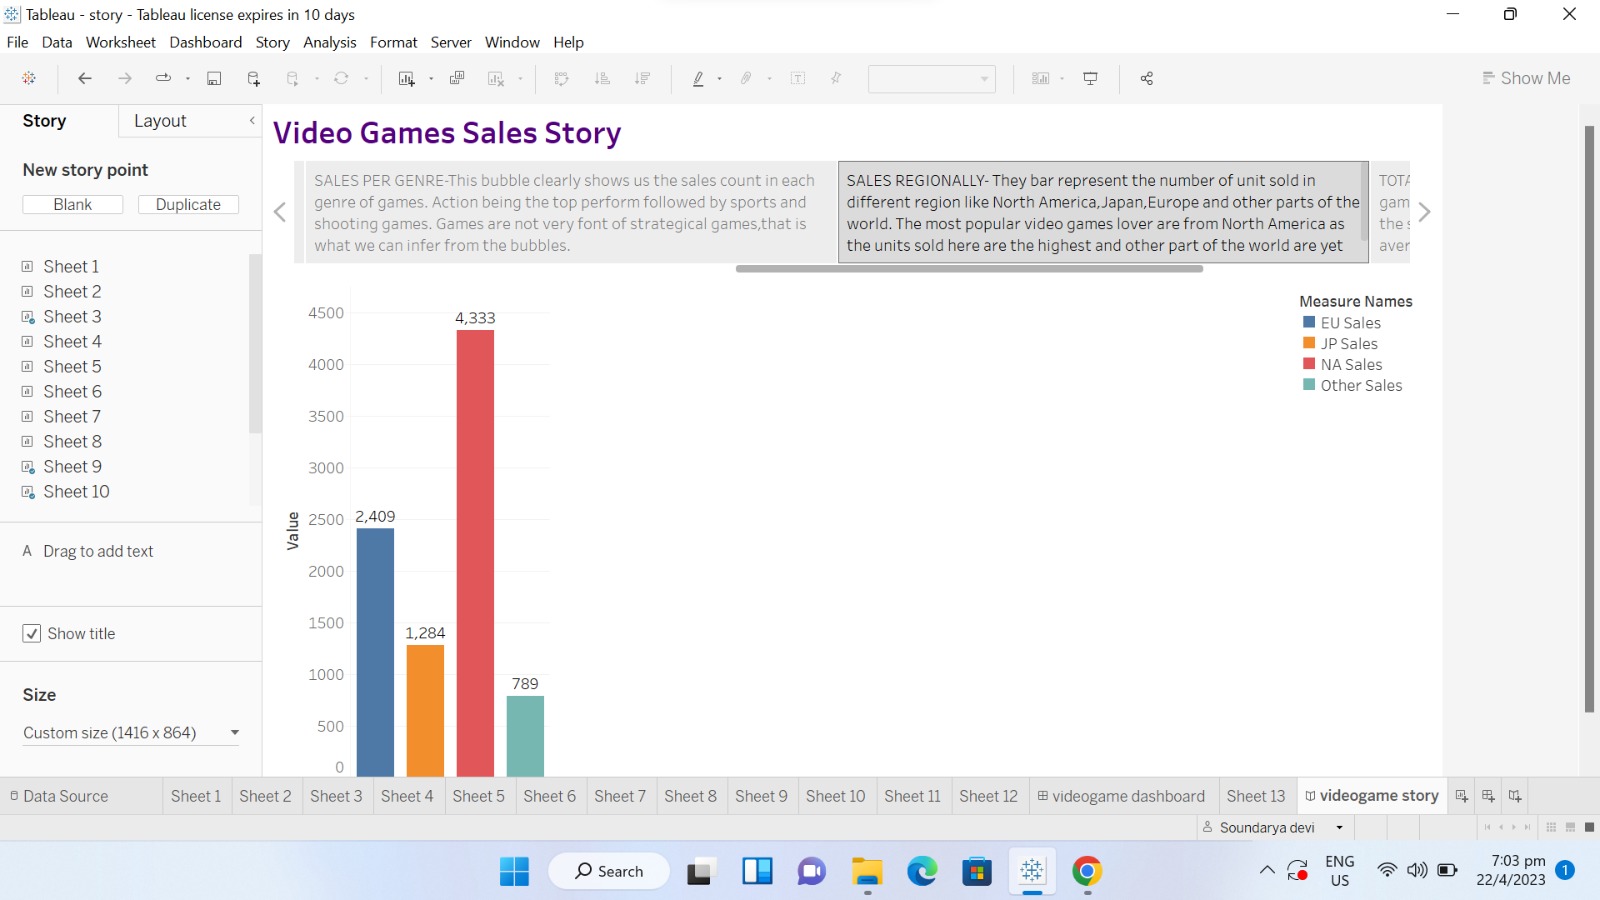 Tableau - story - Tableau license expires in 10 days
File Data Worksheet Dashboard Story Analysis Format Server Window Help
Show Me
Story Layout
New story point
Blank Duplicate
Sheet 1
Sheet 2
Sheet 3
Sheet 4
Sheet 5
Sheet 6
Sheet 7
Sheet 8
Sheet 9
Sheet 10
A Drag to add text
Show title
Size
Custom size (1416 x 864)
Video Games Sales Story
SALES PER GENRE-This bubble clearly shows us the sales count in each
genre of games. Action being the top perform followed by sports and
shooting games. Games are not very font of strategical games,that is
what we can infer from the bubbles.
SALES REGIONALLY- They bar represent the number of unit sold in
different region like North America,Japan,Europe and other parts of the
world. The most popular video games lover are from North America as
the units sold here are the highest and other part of the world are yet
TOTA
gam
the s
aver
Value
4500
4000
3500
3000
2500
2000
1500
1000
500
0
2,409
1,284
4,333
789
Measure Names
EU Sales
JP Sales
NA Sales
Other Sales
Data Source Sheet 1 Sheet 2 Sheet 3 Sheet 4 Sheet 5 Sheet 6 Sheet 7 Sheet 8 Sheet 9 Sheet 10 Sheet 11 Sheet 12 videogame dashboard Sheet 13 videogame story
Soundarya devi
Search
ENG
US
7:03 pm
22/4/2023
1